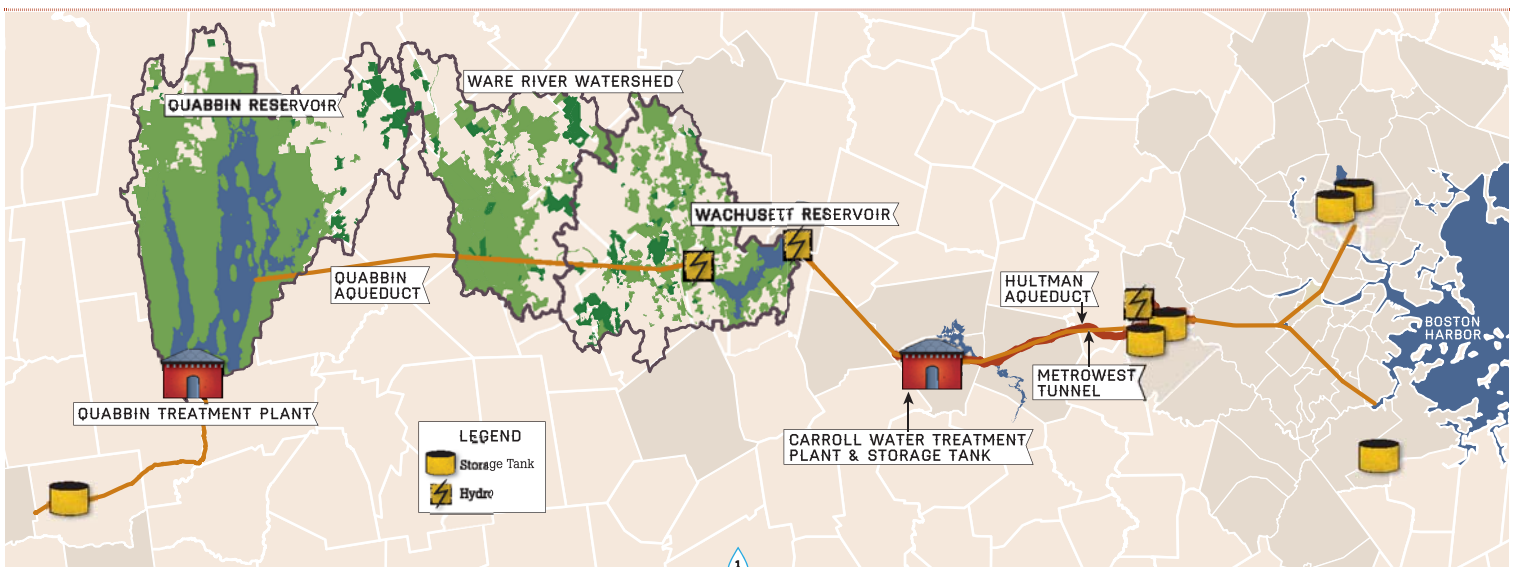 QUABBIN RESERVOIR
WARE RIVER WATERSHED
WACHUSETT RESERVOIR
QUABBIN
AQUEDUCT
HULTMAN
AQUEDUCT
BOSTON
HARBOR
METROWEST
TUNNEL
QUABBIN TREATMENT PLANT
CARROLL WATER TREATMENT
PLANT & STORAGE TANK
LEGEND
Storage Tank
Hydro
1